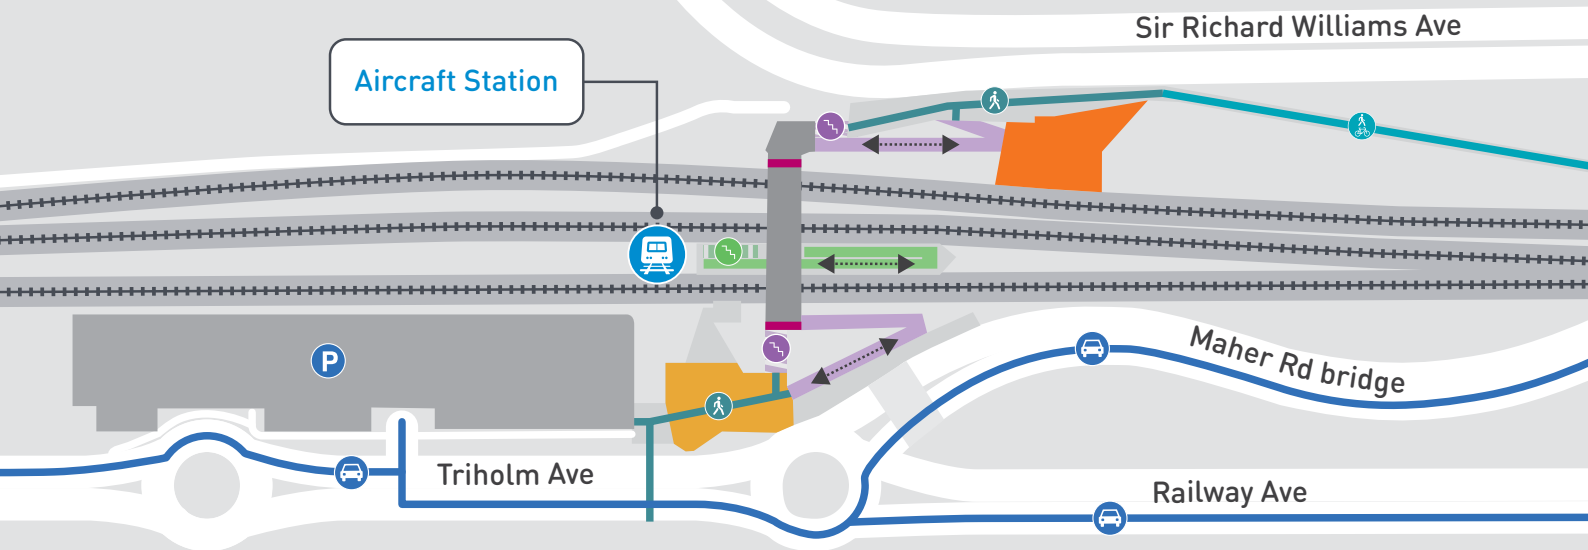 Sir Richard Williams Ave
Aircraft Station
Maher Rd bridge
P
Triholm Ave
Railway Ave